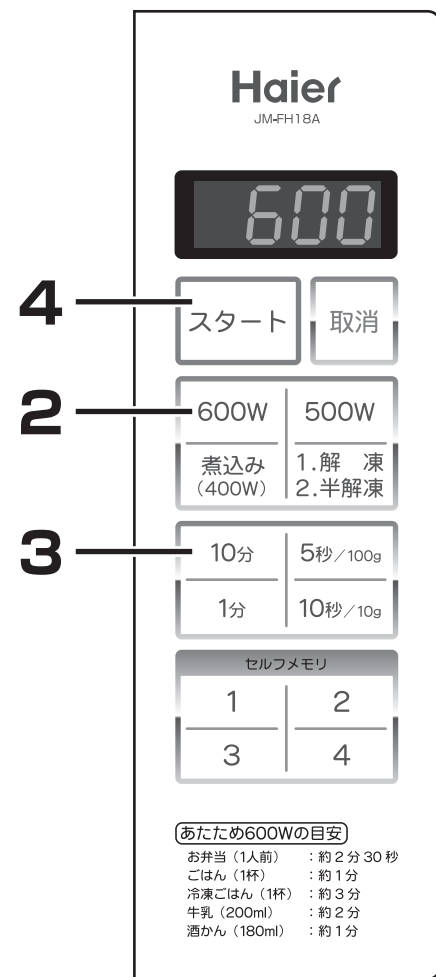 Haier
JM-FH18A
600
4
スタート
取消
2
600W
500W
煮込み
(400W)
1.解 凍
2.半解凍
3
10分
5秒/100g
1分
10秒/10g
セルフメモリ
1
2
3
4
あたため600Wの目安
お弁当(1人前) :約2分30秒
ごはん(1杯) :約1分
冷凍ごはん(1杯) :約3分
牛乳(200ml) :約2分
酒かん(180ml) :約1分